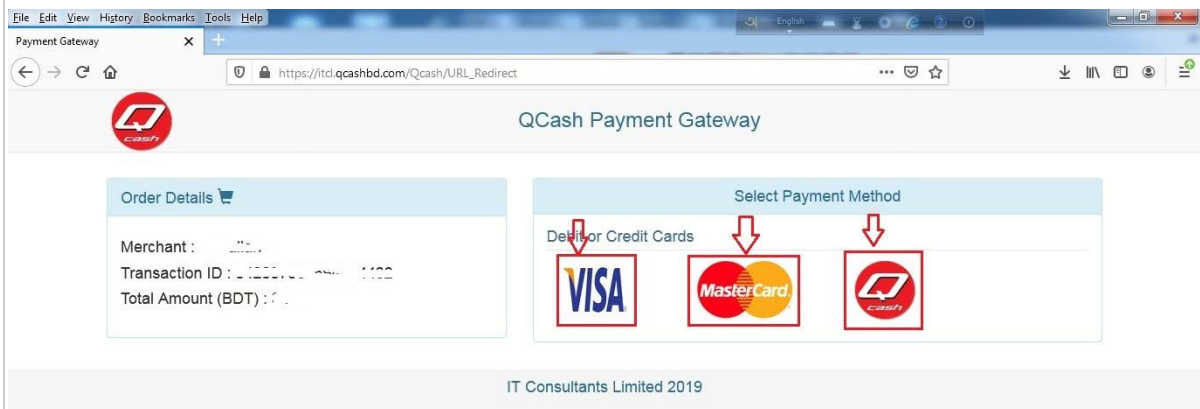 File Edit View History Bookmarks Tools Help
English
Payment Gateway
https://itcl.qcashbd.com/Qcash/URL_Redirect
Q cash
QCash Payment Gateway
Order Details
Merchant :
Transaction ID :
Total Amount (BDT) :
Select Payment Method
Debit or Credit Cards
VISA
MasterCard
Q cash
IT Consultants Limited 2019